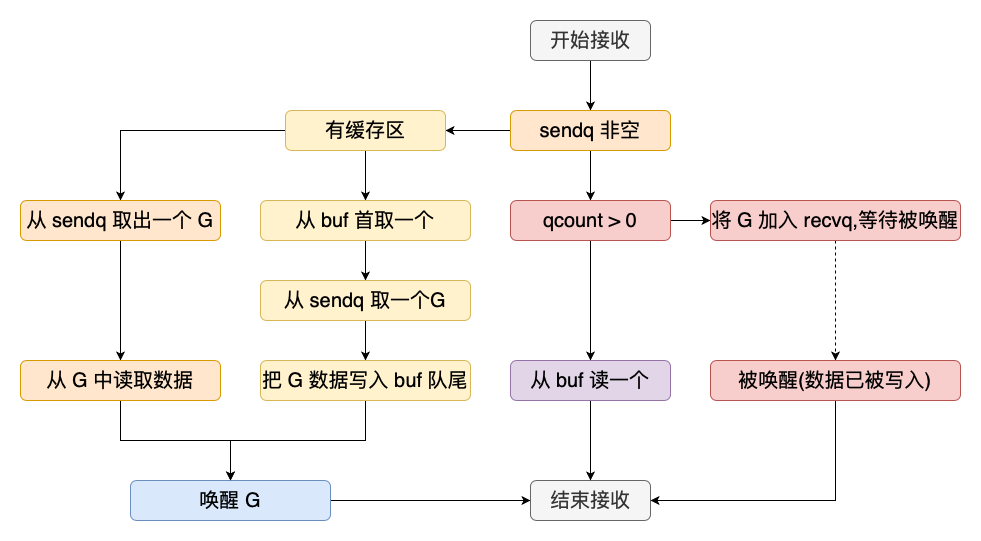 开始接收
有缓存区
sendq 非空
从 sendq 取出一个 G
从 buf 首取一个
qcount > 0
将 G 加入 recvq,等待被唤醒
从 sendq 取一个G
从 G 中读取数据
把 G 数据写入 buf 队尾
从 buf 读一个
被唤醒(数据已被写入)
唤醒 G
结束接收